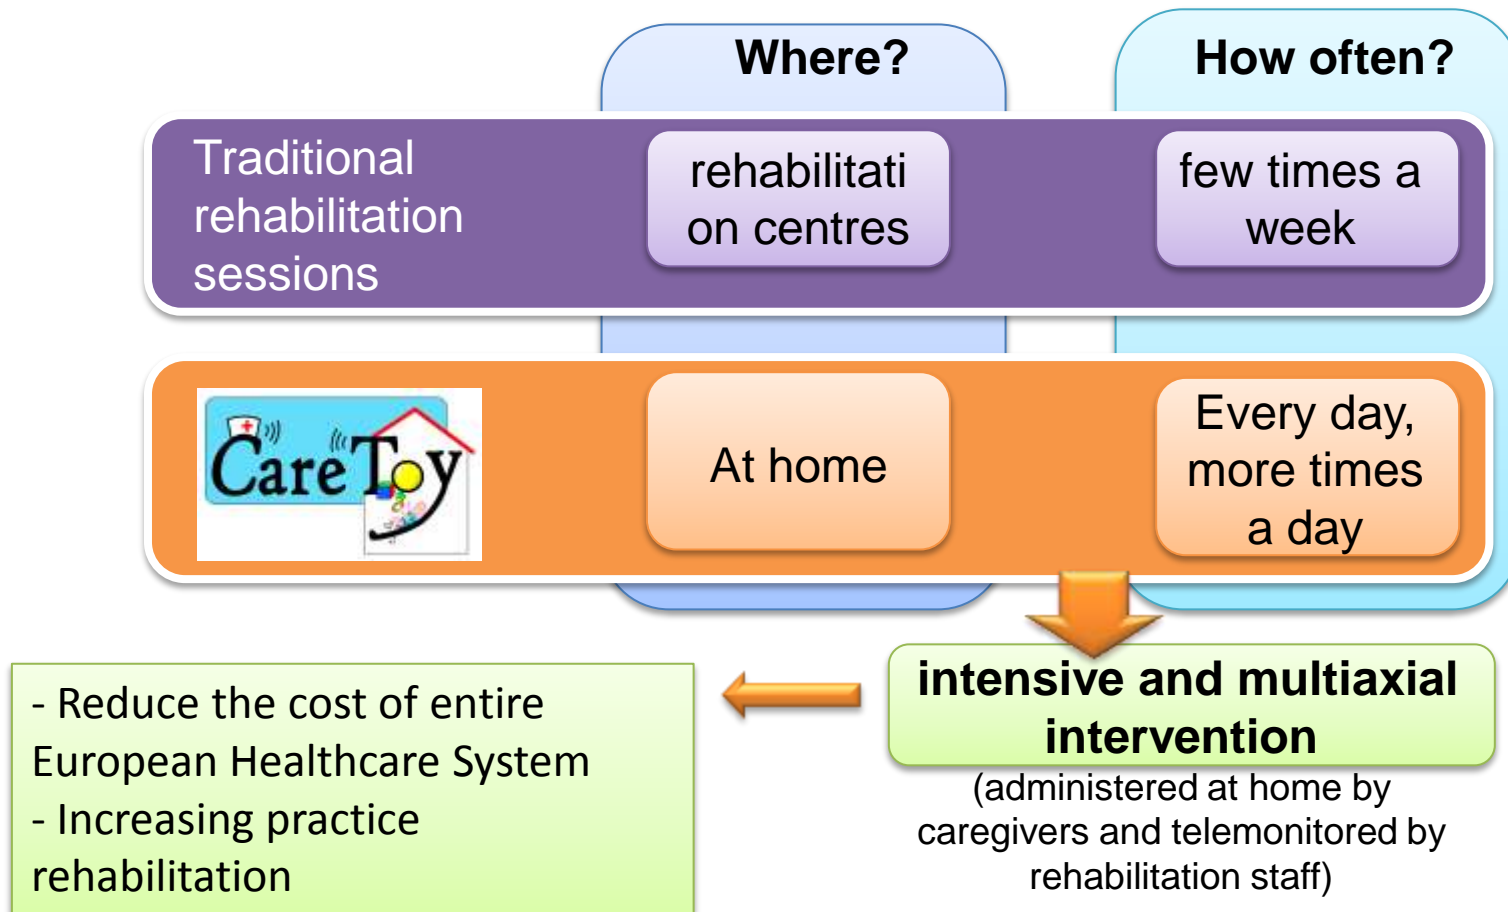 Where?
How often?
Traditional
rehabilitation
sessions
rehabilitati
on centres
few times a
week
CareToy
At home
Every day,
more times
a day
intensive and multiaxial
intervention
(administered at home by
caregivers and telemonitored by
rehabilitation staff)
- Reduce the cost of entire
European Healthcare System
- Increasing practice
rehabilitation